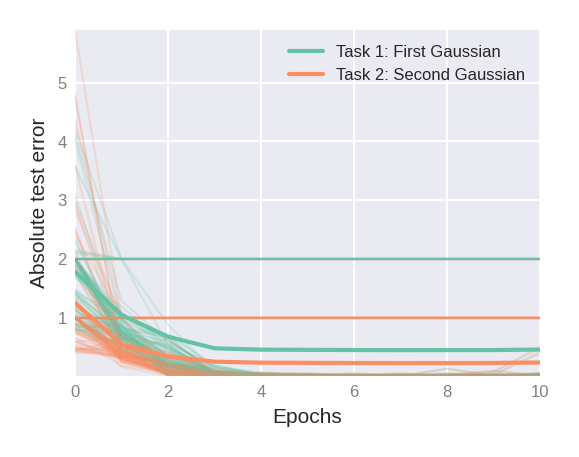 Task 1: First Gaussian
Task 2: Second Gaussian
Absolute test error
5
4
3
2
1
0 2 4 6 8 10
Epochs